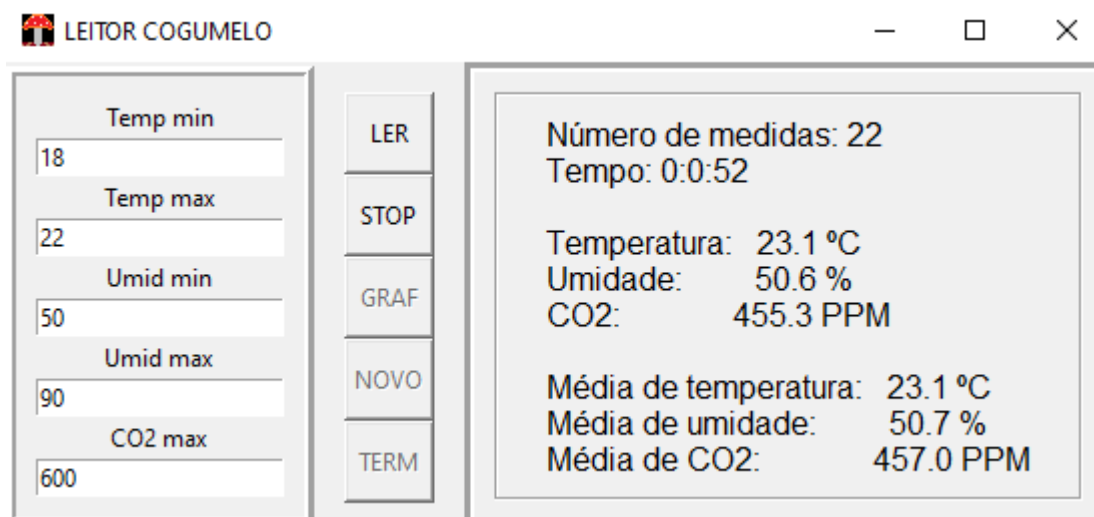 LEITOR COGUMELO
Temp min
18
Temp max
22
Umid min
50
Umid max
90
CO2 max
600
LER
STOP
GRAF
NOVO
TERM
Número de medidas: 22
Tempo: 0:0:52
Temperatura: 23.1 ºC
Umidade: 50.6 %
CO2: 455.3 PPM
Média de temperatura: 23.1 ºC
Média de umidade: 50.7 %
Média de CO2: 457.0 PPM